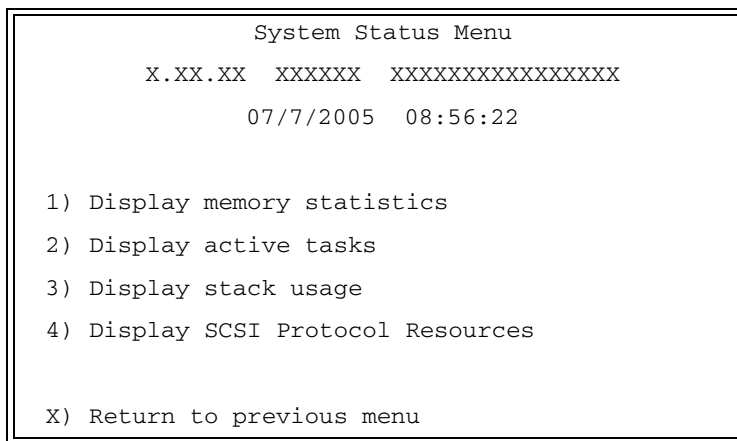 System Status Menu
X.XX.XX XXXXXX XXXXXXXXXXXXXXXX
07/7/2005 08:56:22
1) Display memory statistics
2) Display active tasks
3) Display stack usage
4) Display SCSI Protocol Resources
X) Return to previous menu